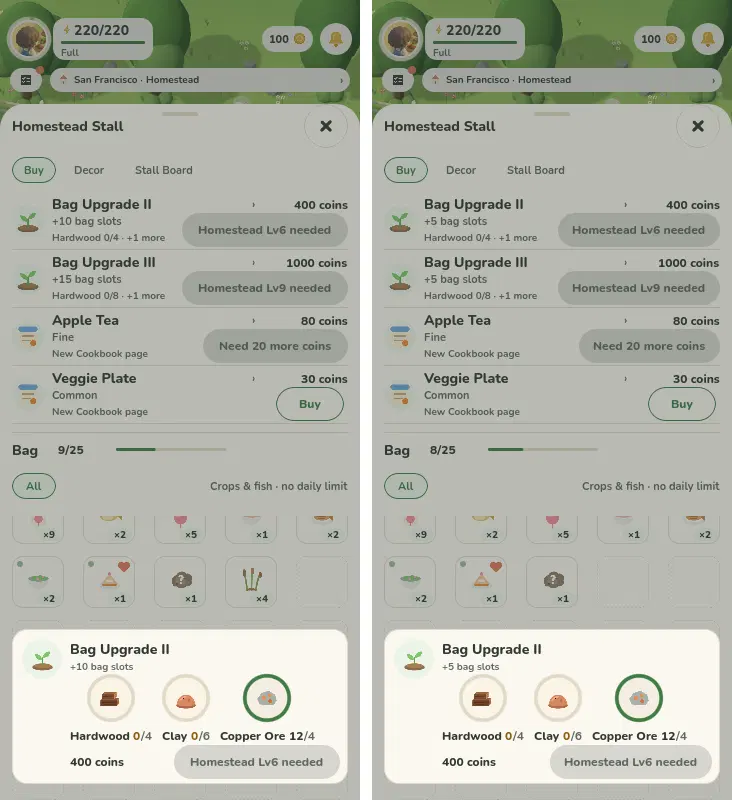 220/220
Full
100
San Francisco · Homestead ›
Homestead Stall
Buy Decor Stall Board
Bag Upgrade II › 400 coins
+10 bag slots
Hardwood 0/4 · +1 more
Homestead Lv6 needed
Bag Upgrade III › 1000 coins
+15 bag slots
Hardwood 0/8 · +1 more
Homestead Lv9 needed
Apple Tea › 80 coins
Fine
New Cookbook page
Need 20 more coins
Veggie Plate › 30 coins
Common
New Cookbook page
Buy
Bag 9/25
All Crops & fish · no daily limit
×9 ×2 ×5 ×1 ×2
×2 ×1 ? ×1 ×4
Bag Upgrade II
+10 bag slots
Hardwood 0/4 Clay 0/6 Copper Ore 12/4
400 coins Homestead Lv6 needed
220/220
Full
100
San Francisco · Homestead ›
Homestead Stall
Buy Decor Stall Board
Bag Upgrade II › 400 coins
+5 bag slots
Hardwood 0/4 · +1 more
Homestead Lv6 needed
Bag Upgrade III › 1000 coins
+5 bag slots
Hardwood 0/8 · +1 more
Homestead Lv9 needed
Apple Tea › 80 coins
Fine
New Cookbook page
Need 20 more coins
Veggie Plate › 30 coins
Common
New Cookbook page
Buy
Bag 8/25
All Crops & fish · no daily limit
×9 ×2 ×5 ×1 ×2
×2 ×1 ? ×1
Bag Upgrade II
+5 bag slots
Hardwood 0/4 Clay 0/6 Copper Ore 12/4
400 coins Homestead Lv6 needed